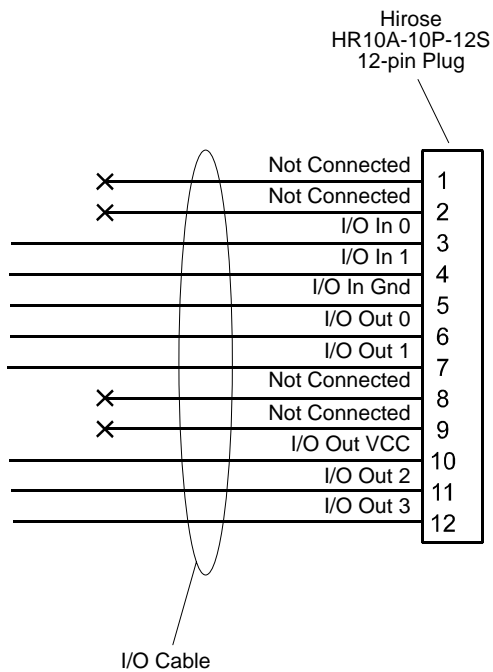 Hirose
HR10A-10P-12S
12-pin Plug
Not Connected
1
Not Connected
2
I/O In 0
3
I/O In 1
4
I/O In Gnd
5
I/O Out 0
6
I/O Out 1
7
Not Connected
8
Not Connected
9
I/O Out VCC
10
I/O Out 2
11
I/O Out 3
12
I/O Cable